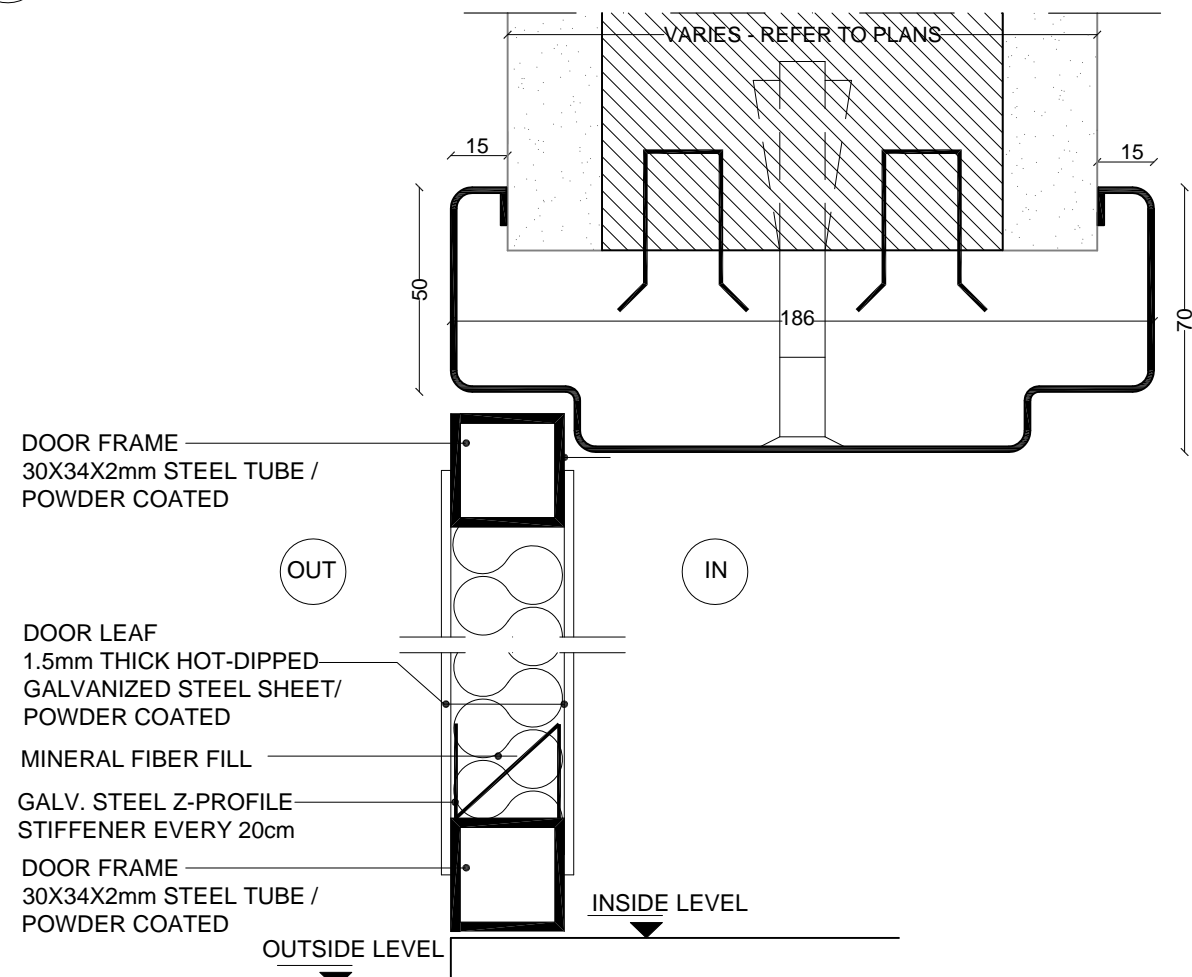 VARIES - REFER TO PLANS
15
15
50
186
70
DOOR FRAME
30X34X2mm STEEL TUBE /
POWDER COATED
OUT
IN
DOOR LEAF
1.5mm THICK HOT-DIPPED
GALVANIZED STEEL SHEET/
POWDER COATED
MINERAL FIBER FILL
GALV. STEEL Z-PROFILE
STIFFENER EVERY 20cm
DOOR FRAME
30X34X2mm STEEL TUBE /
POWDER COATED
INSIDE LEVEL
OUTSIDE LEVEL